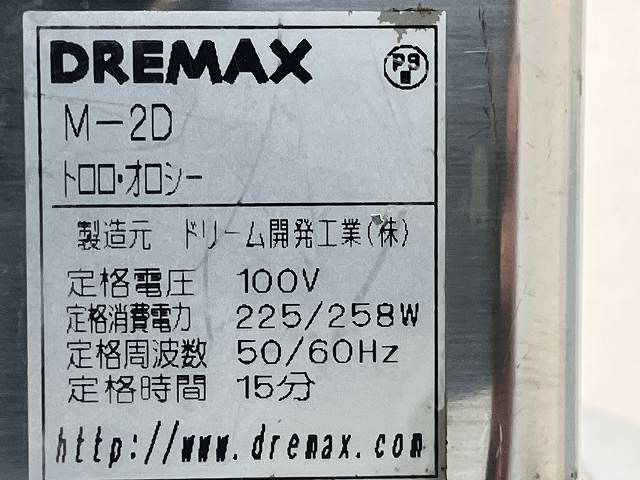 DREMAX
M-2D
トロロ・オロシー
製造元 ドリーム開発工業(株)
定格電圧 100V
定格消費電力 225/258W
定格周波数 50/60Hz
定格時間 15分
http://www.dremax.com